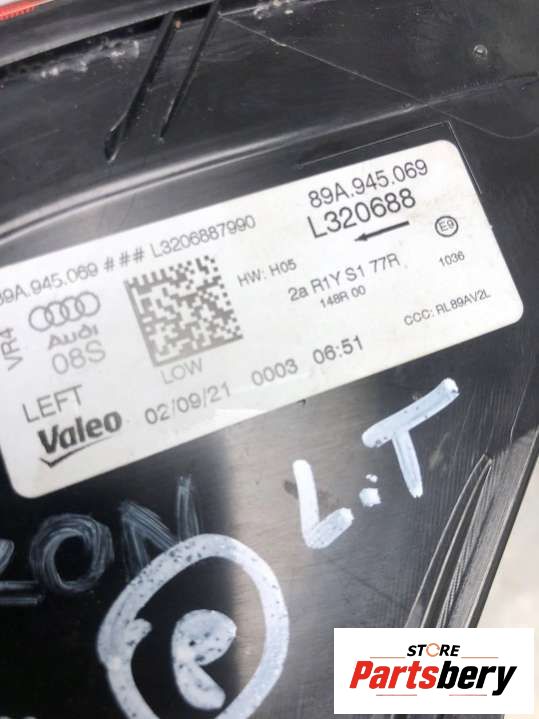 89A.945.069
L320688
89A.945.069 ### L3206887990
HW: H05
E9
VR4
Audi
08S
2a R1Y S1 77R
148R 00
1036
LOW
CCC: RL89AV2L
LEFT
Valeo
02/09/21 0003 06:51
L.T
ZON
R
STORE
Partsbery